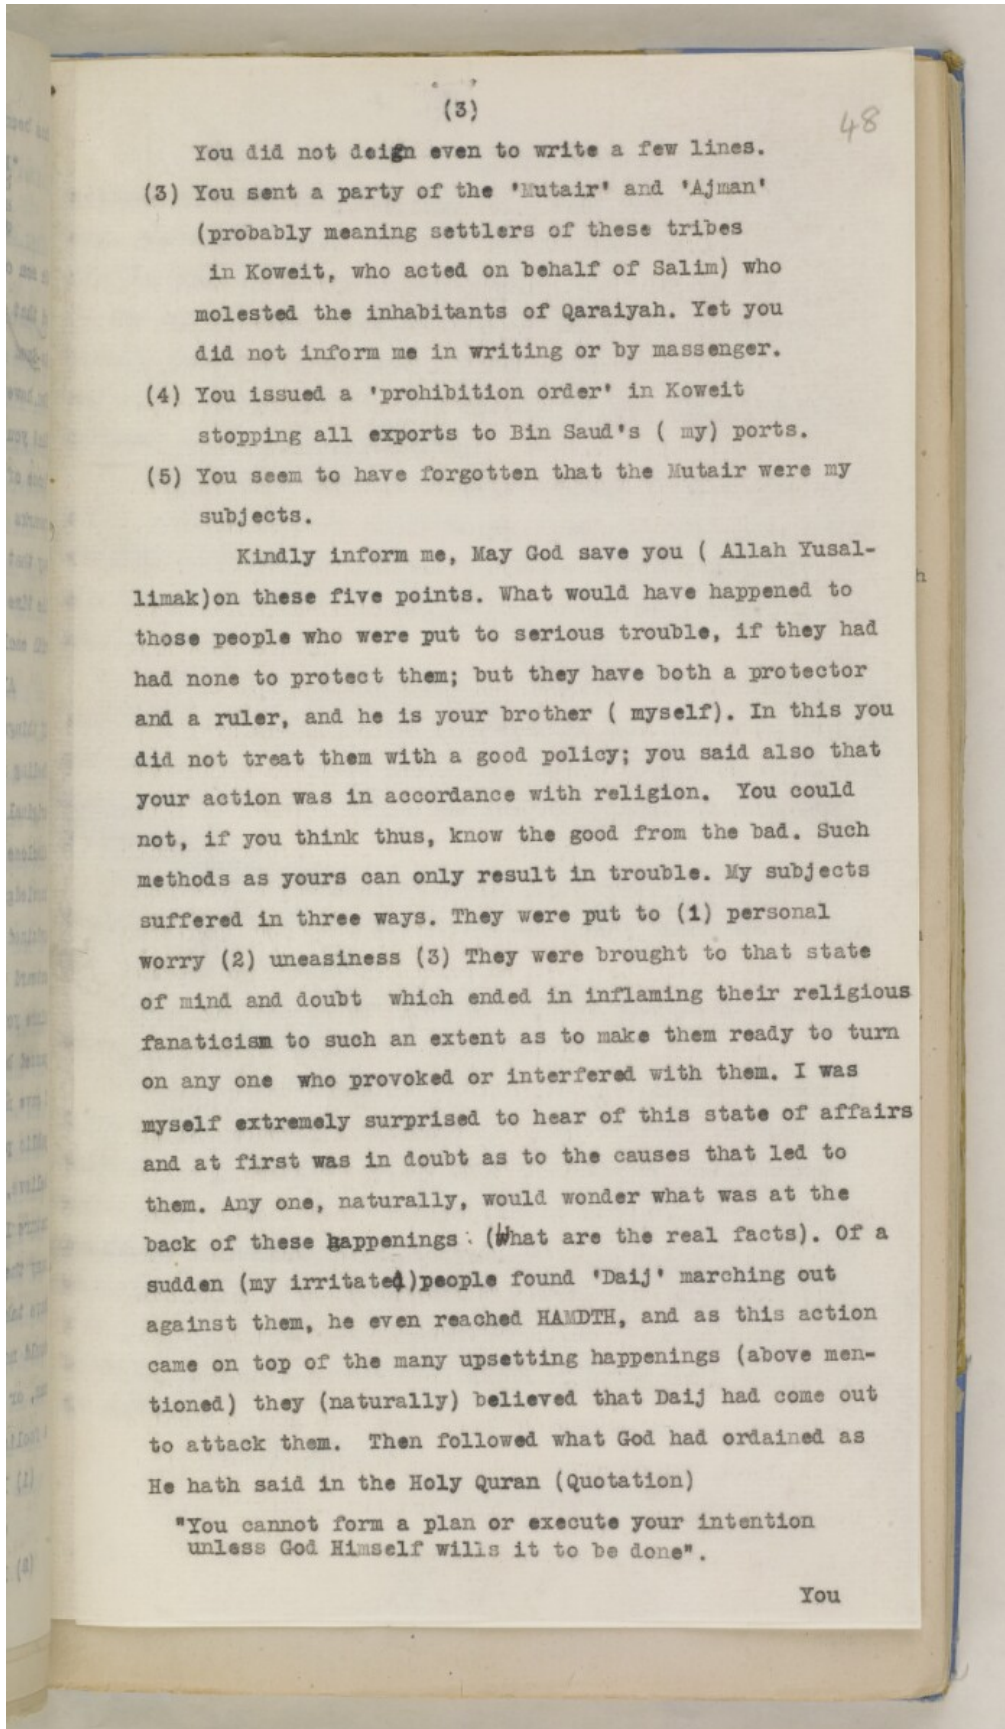 (3)
48
You did not deign even to write a few lines.
(3) You sent a party of the 'Mutair' and 'Ajman'
(probably meaning settlers of these tribes
in Koweit, who acted on behalf of Salim) who
molested the inhabitants of Qaraiyah. Yet you
did not inform me in writing or by massenger.
(4) You issued a 'prohibition order' in Koweit
stopping all exports to Bin Saud's ( my) ports.
(5) You seem to have forgotten that the Mutair were my
subjects.
Kindly inform me, May God save you ( Allah Yusal-
limak)on these five points. What would have happened to
those people who were put to serious trouble, if they had
had none to protect them; but they have both a protector
and a ruler, and he is your brother ( myself). In this you
did not treat them with a good policy; you said also that
your action was in accordance with religion. You could
not, if you think thus, know the good from the bad. Such
methods as yours can only result in trouble. My subjects
suffered in three ways. They were put to (1) personal
worry (2) uneasiness (3) They were brought to that state
of mind and doubt which ended in inflaming their religious
fanaticism to such an extent as to make them ready to turn
on any one who provoked or interfered with them. I was
myself extremely surprised to hear of this state of affairs
and at first was in doubt as to the causes that led to
them. Any one, naturally, would wonder what was at the
back of these happenings (What are the real facts). Of a
sudden (my irritated)people found 'Daij' marching out
against them, he even reached HAMDTH, and as this action
came on top of the many upsetting happenings (above men-
tioned) they (naturally) believed that Daij had come out
to attack them. Then followed what God had ordained as
He hath said in the Holy Quran (Quotation)
"You cannot form a plan or execute your intention
unless God Himself wills it to be done".
You